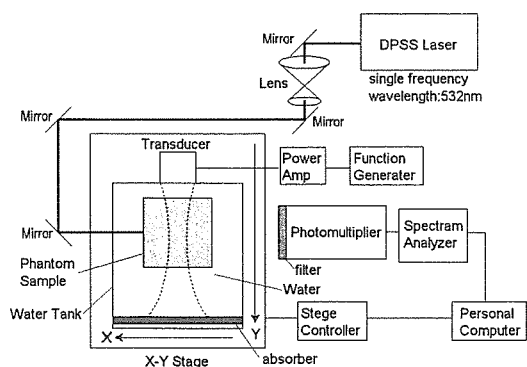 Mirror
DPSS Laser
Lens
single frequency
wavelength:532nm
Mirror
Mirror
Transducer
Power
Amp
Function
Generater
Mirror
Photomultiplier
Spectram
Analyzer
Phantom
Sample
filter
Water
Water Tank
Stege
Controller
Personal
Computer
X
Y
absorber
X-Y Stage